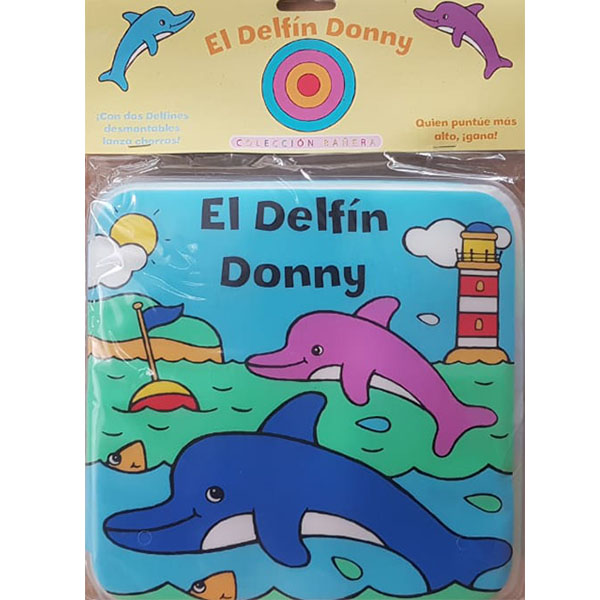 El Delfín Donny
¡Con dos Delfines
desmontables
lanza chorros!
Quien puntúe más
alto, ¡gana!
COLECCIÓN BAÑERA
El Delfín
Donny